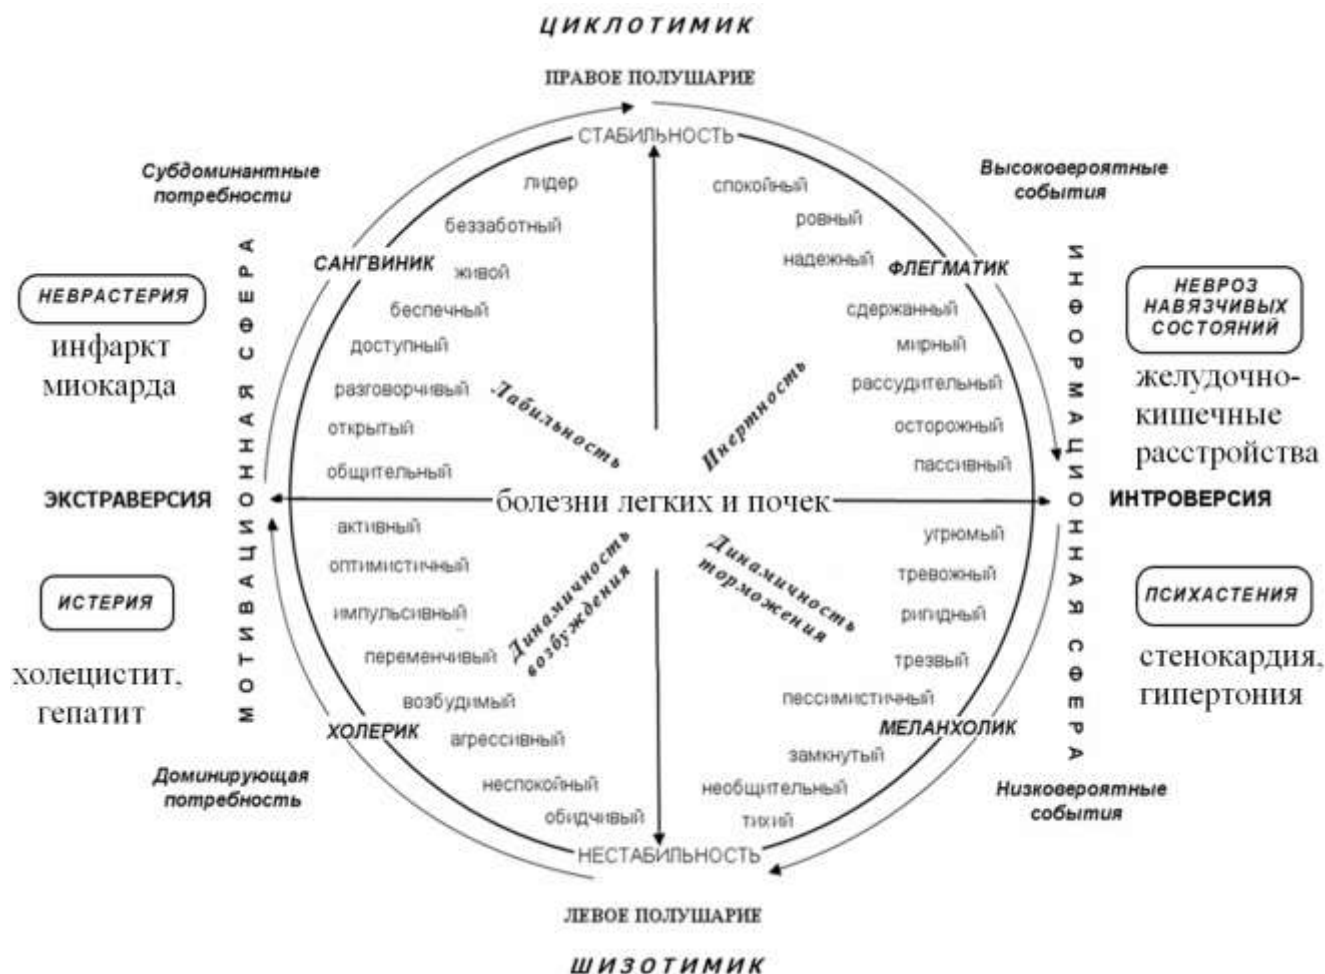 ЦИКЛОТИМИК
ПРАВОЕ ПОЛУШАРИЕ
СТАБИЛЬНОСТЬ
Субдоминантные
потребности
Высоковероятные
события
лидер
беззаботный
САНГВИНИК
живой
беспечный
доступный
разговорчивый
открытый
общительный
спокойный
ровный
надежный
ФЛЕГМАТИК
сдержанный
мирный
рассудительный
осторожный
пассивный
НЕВРАСТЕРИЯ
инфаркт
миокарда
МОТИВАЦИОННАЯ СФЕРА
Лабильность
Инертность
ИНФОРМАЦИОННАЯ СФЕРА
НЕВРОЗ
НАВЯЗЧИВЫХ
СОСТОЯНИЙ
желудочно-
кишечные
расстройства
ЭКСТРАВЕРСИЯ
болезни легких и почек
ИНТРОВЕРСИЯ
ИСТЕРИЯ
холецистит,
гепатит
активный
оптимистичный
импульсивный
переменчивый
возбудимый
ХОЛЕРИК
агрессивный
неспокойный
обидчивый
Динамичность
возбуждения
Динамичность
торможения
угрюмый
тревожный
ригидный
трезвый
пессимистичный
МЕЛАНХОЛИК
замкнутый
необщительный
тихий
ПСИХАСТЕНИЯ
стенокардия,
гипертония
Доминирующая
потребность
Низковероятные
события
НЕСТАБИЛЬНОСТЬ
ЛЕВОЕ ПОЛУШАРИЕ
ШИЗОТИМИК